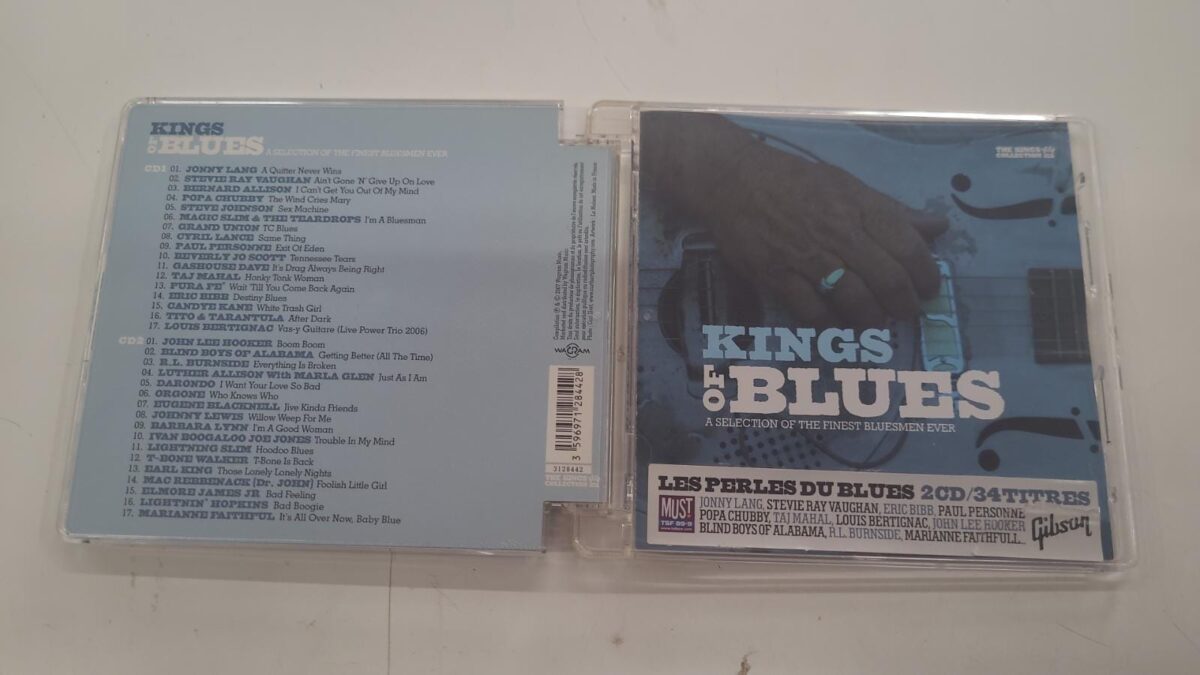 KINGS
OF BLUES A SELECTION OF THE FINEST BLUESMEN EVER
CD1 01. JONNY LANG A Quitter Never Wins
02. STEVIE RAY VAUGHAN Ain't Gone 'N' Give Up On Love
03. BERNARD ALLISON I Can't Get You Out Of My Mind
04. POPA CHUBBY The Wind Cries Mary
05. STEVE JOHNSON Sex Machine
06. MAGIC SLIM & THE TEARDROPS I'm A Bluesman
07. GRAND UNION TC Blues
08. CYRIL LANCE Same Thing
09. PAUL PERSONNE Exit Of Eden
10. BEVERLY JO SCOTT Tennessee Tears
11. GASHOUSE DAVE It's Drag Always Being Right
12. TAJ MAHAL Honky Tonk Woman
13. PURA FE' Wait Till You Come Back Again
14. ERIC BIBB Destiny Blues
15. CANDYE KANE White Trash Girl
16. TITO & TARANTULA After Dark
17. LOUIS BERTIGNAC Vas-y Guitare (Live Power Trio 2006)
CD2 01. JOHN LEE HOOKER Boom Boom
02. BLIND BOYS OF ALABAMA Getting Better (All The Time)
03. R.L. BURNSIDE Everything Is Broken
04. LUTHER ALLISON with MARLA GLEN Just As I Am
05. DARONDO I Want Your Love So Bad
06. ORGONE Who Knows Who
07. EUGENE BLACKNELL Jive Kinda Friends
08. JOHNNY LEWIS Willow Weep For Me
09. BARBARA LYNN I'm A Good Woman
10. IVAN BOOGALOO JOE JONES Trouble In My Mind
11. LIGHTNING SLIM Hoodoo Blues
12. T-BONE WALKER T-Bone Is Back
13. EARL KING Those Lonely Lonely Nights
14. MAC REBBENACK (Dr. JOHN) Foolish Little Girl
15. ELMORE JAMES JR Bad Feeling
16. LIGHTNIN' HOPKINS Bad Boogie
17. MARIANNE FAITHFUL It's All Over Now, Baby Blue
WAGRAM
3 596971 284428
3128442
THE KINGS
COLLECTION
THE KINGS
COLLECTION
KINGS
OF BLUES
A SELECTION OF THE FINEST BLUESMEN EVER
LES PERLES DU BLUES 2CD/34 TITRES
MUST
TSF 89·9
JONNY LANG, STEVIE RAY VAUGHAN, ERIC BIBB, PAUL PERSONNE
POPA CHUBBY, TAJ MAHAL, LOUIS BERTIGNAC, JOHN LEE HOOKER
BLIND BOYS OF ALABAMA, R.L. BURNSIDE, MARIANNE FAITHFULL...
Gibson